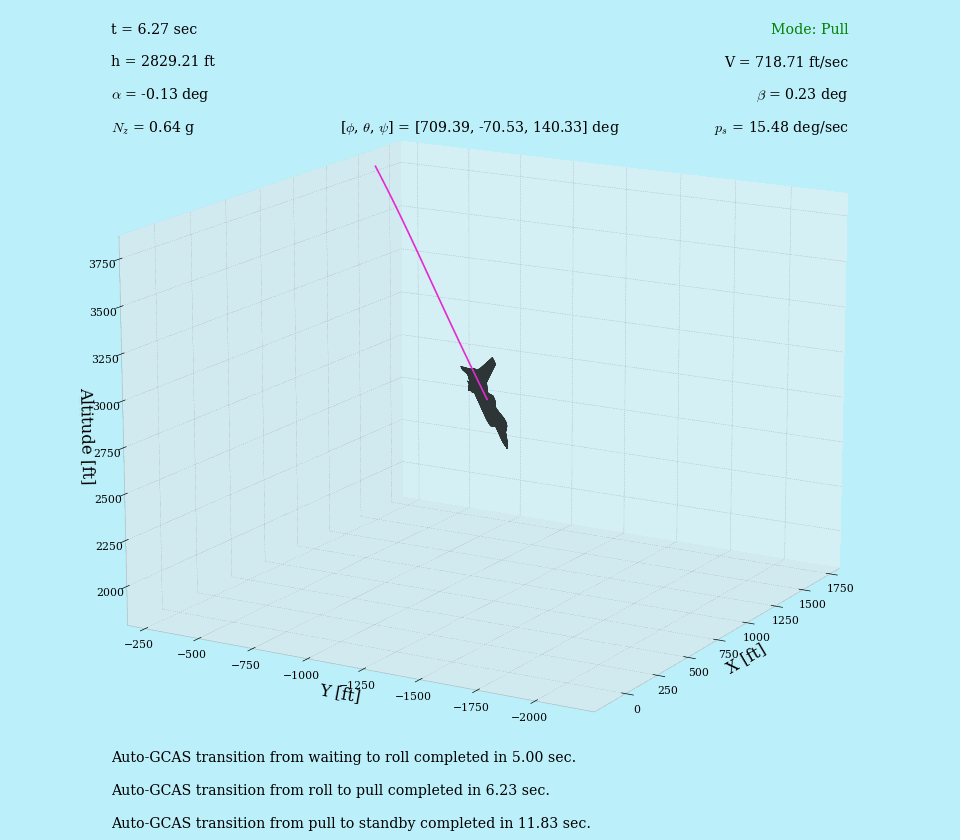 t = 6.27 sec
Mode: Pull
h = 2829.21 ft
V = 718.71 ft/sec
α = -0.13 deg
β = 0.23 deg
N_z = 0.64 g
[ϕ, θ, ψ] = [709.39, -70.53, 140.33] deg
p_s = 15.48 deg/sec
3750
3500
3250
3000
2750
2500
2250
2000
Altitude [ft]
−250
−500
−750
−1000
−1250
−1500
−1750
−2000
Y [ft]
0
250
500
750
1000
1250
1500
1750
X [ft]
Auto-GCAS transition from waiting to roll completed in 5.00 sec.
Auto-GCAS transition from roll to pull completed in 6.23 sec.
Auto-GCAS transition from pull to standby completed in 11.83 sec.